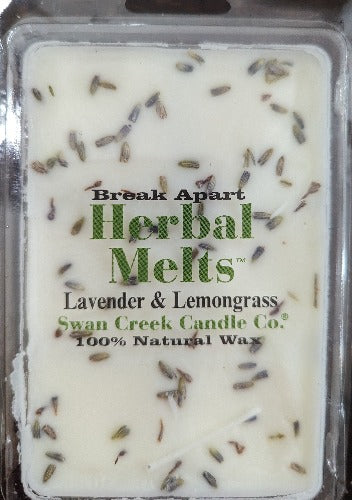 Break Apart
Herbal
Melts™
Lavender & Lemongrass
Swan Creek Candle Co.®
100% Natural Wax